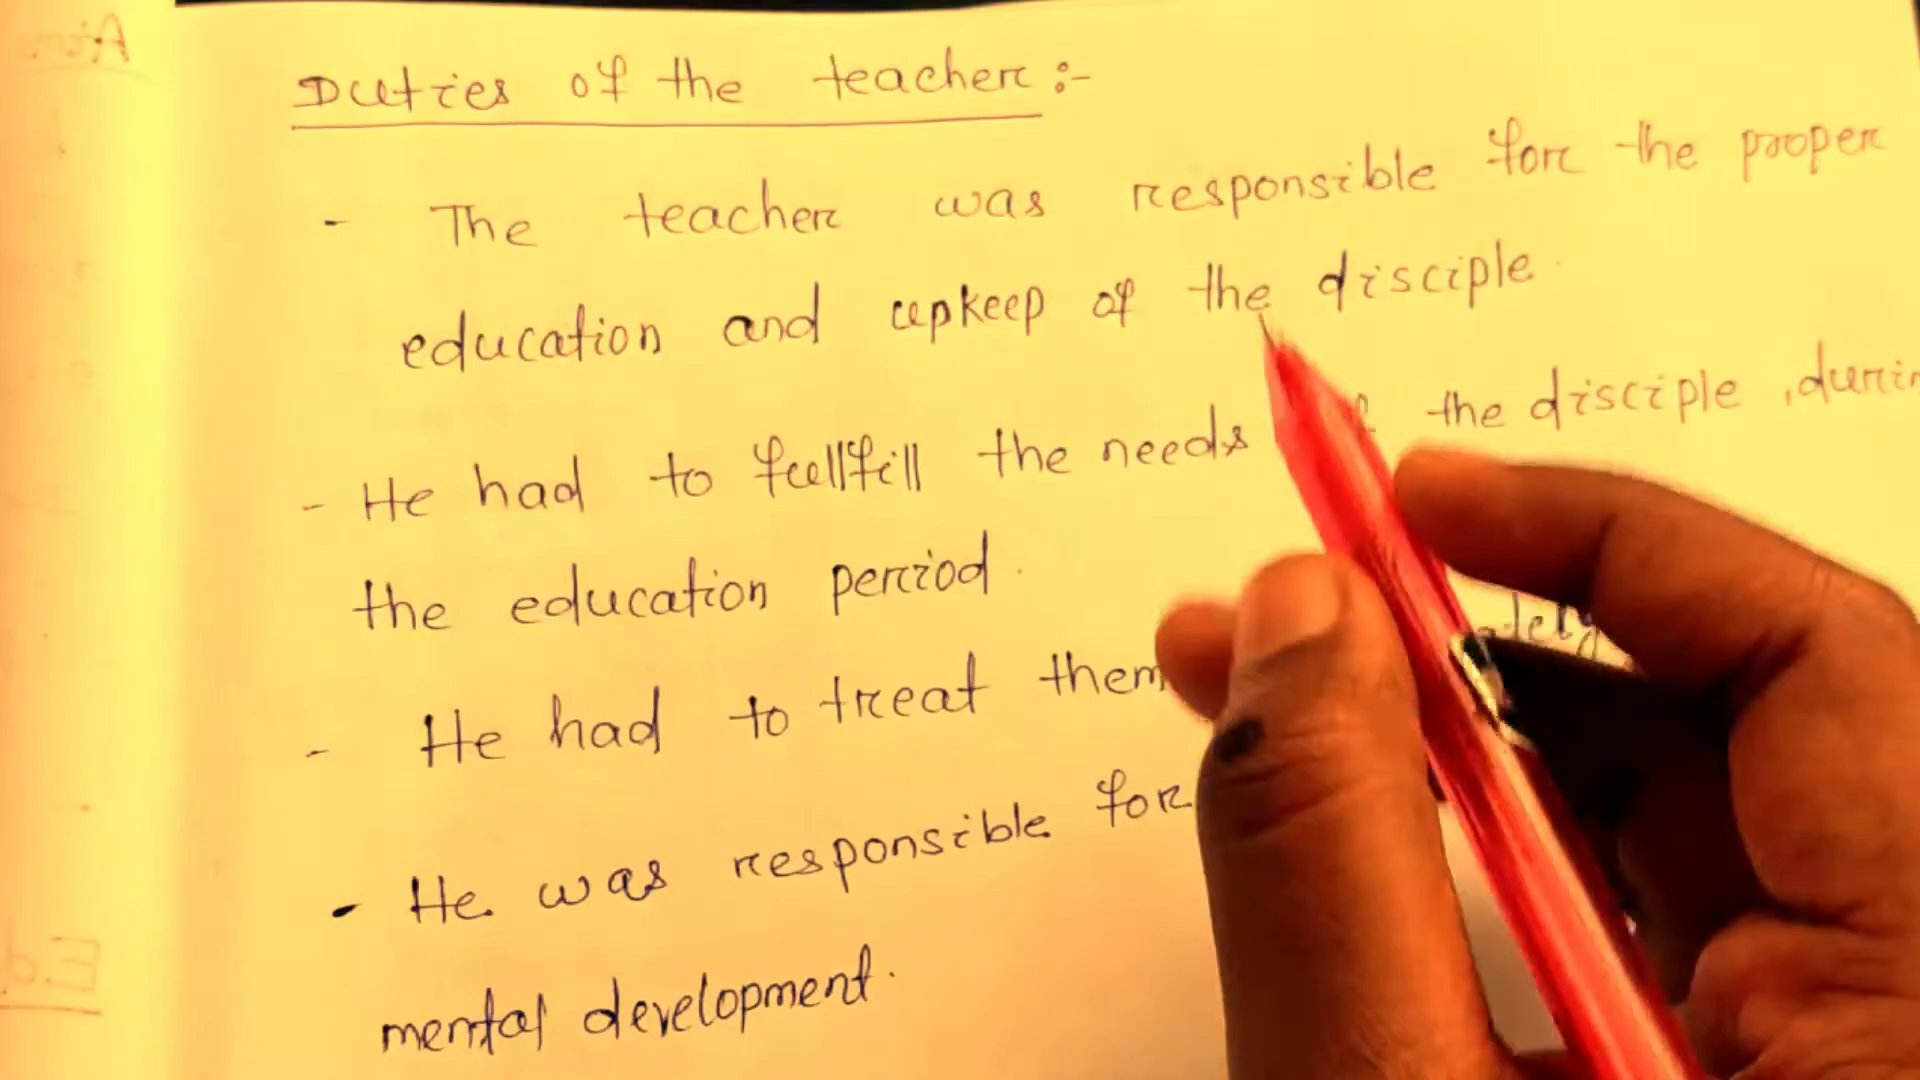 Duties of the teacher :-
- The teacher was responsible for the proper
education and upkeep of the disciple.
- He had to fullfill the needs the disciple, 
the education period.
- He had to treat them
- He was responsible for
mental development.